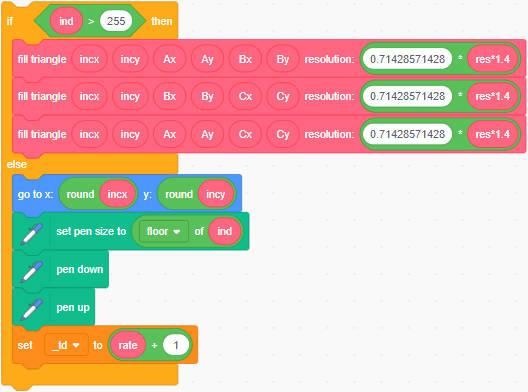 if ind > 255 then
fill triangle incx incy Ax Ay Bx By resolution: 0.71428571428 * res*1.4
fill triangle incx incy Bx By Cx Cy resolution: 0.71428571428 * res*1.4
fill triangle incx incy Ax Ay Cx Cy resolution: 0.71428571428 * res*1.4
else
go to x: round incx y: round incy
set pen size to floor of ind
pen down
pen up
set _id to rate + 1